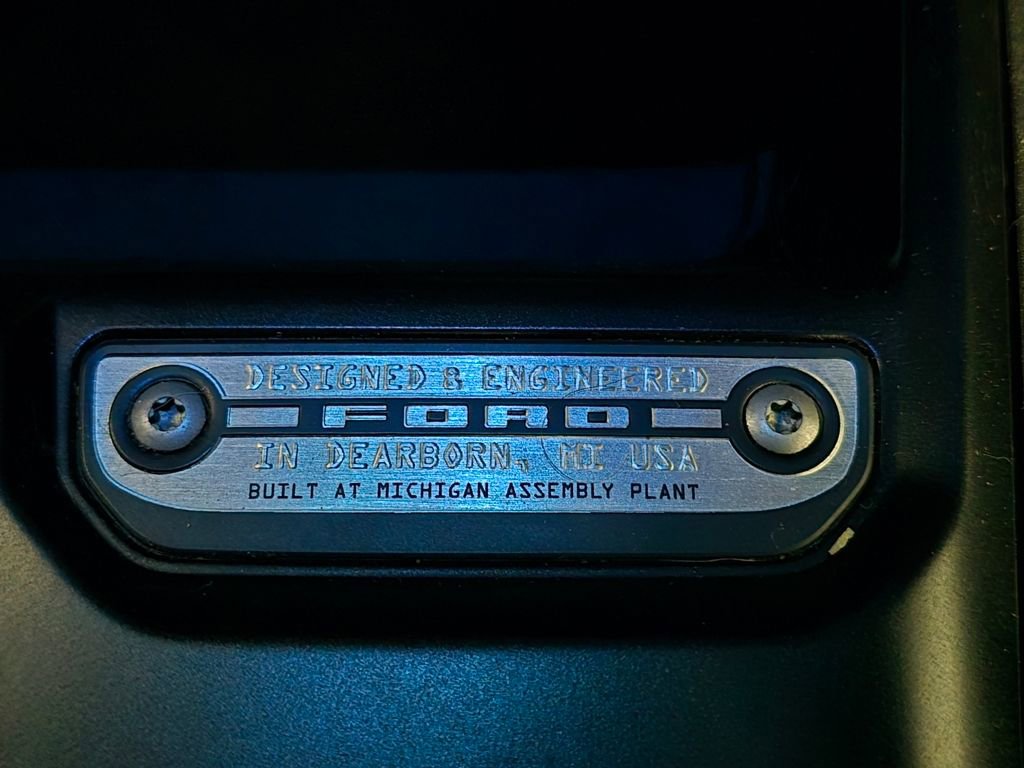 DESIGNED & ENGINEERED
FORD
IN DEARBORN, MI USA
BUILT AT MICHIGAN ASSEMBLY PLANT